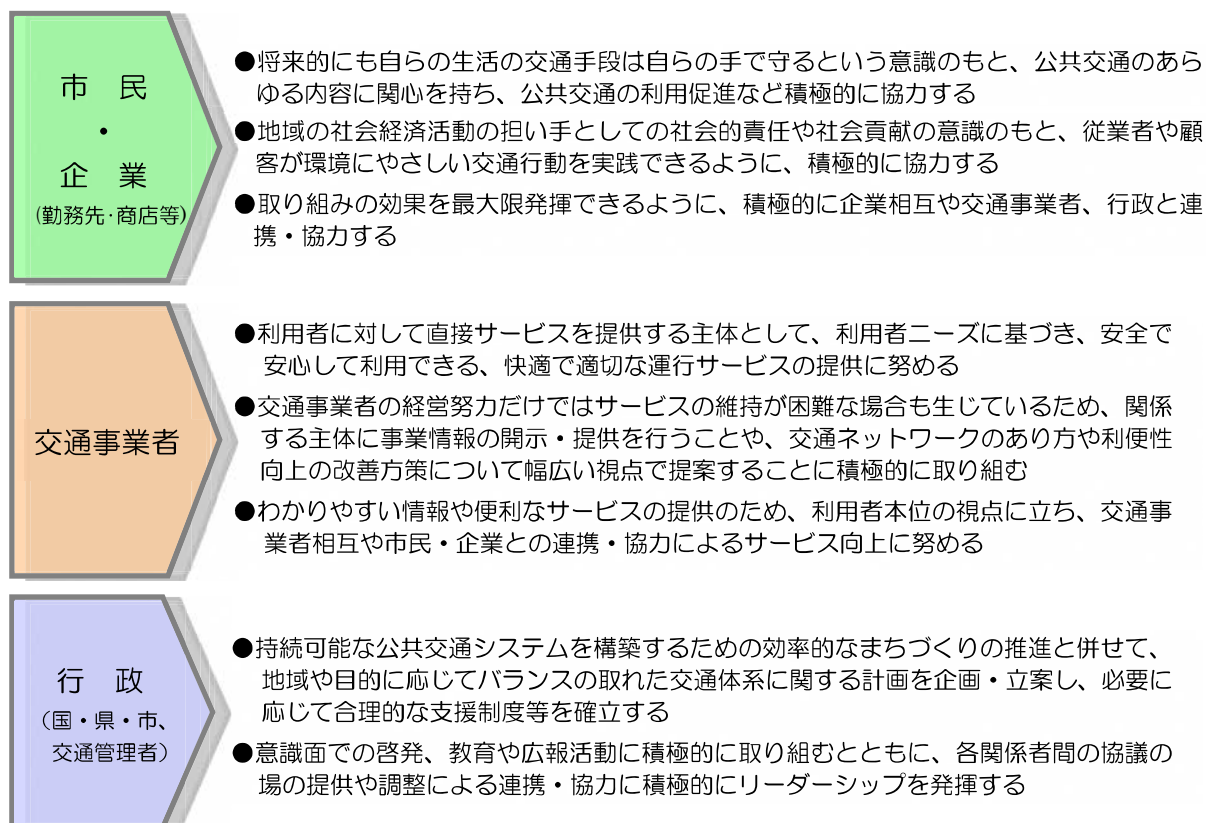 市　民
・
企　業
(勤務先・商店等)
●将来的にも自らの生活の交通手段は自らの手で守るという意識のもと、公共交通のあら
ゆる内容に関心を持ち、公共交通の利用促進など積極的に協力する
●地域の社会経済活動の担い手としての社会的責任や社会貢献の意識のもと、従業者や顧
客が環境にやさしい交通行動を実践できるように、積極的に協力する
●取り組みの効果を最大限発揮できるように、積極的に企業相互や交通事業者、行政と連
携・協力する
交通事業者
●利用者に対して直接サービスを提供する主体として、利用者ニーズに基づき、安全で
安心して利用できる、快適で適切な運行サービスの提供に努める
●交通事業者の経営努力だけではサービスの維持が困難な場合も生じているため、関係
する主体に事業情報の開示・提供を行うことや、交通ネットワークのあり方や利便性
向上の改善方策について幅広い視点で提案することに積極的に取り組む
●わかりやすい情報や便利なサービスの提供のため、利用者本位の視点に立ち、交通事
業者相互や市民・企業との連携・協力によるサービス向上に努める
行　政
（国・県・市、
交通管理者）
●持続可能な公共交通システムを構築するための効率的なまちづくりの推進と併せて、
地域や目的に応じてバランスの取れた交通体系に関する計画を企画・立案し、必要に
応じて合理的な支援制度等を確立する
●意識面での啓発、教育や広報活動に積極的に取り組むとともに、各関係者間の協議の
場の提供や調整による連携・協力に積極的にリーダーシップを発揮する